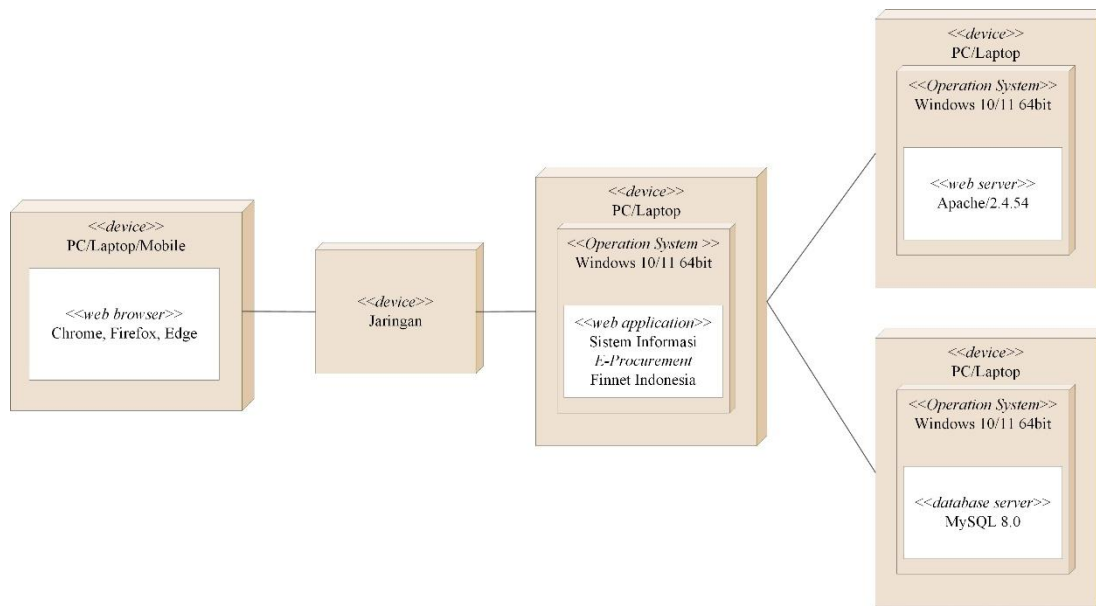 <<device>>
PC/Laptop/Mobile
<<web browser>>
Chrome, Firefox, Edge
<<device>>
Jaringan
<<device>>
PC/Laptop
<<Operation System >>
Windows 10/11 64bit
<<web application>>
Sistem Informasi
E-Procurement
Finnet Indonesia
<<device>>
PC/Laptop
<<Operation System>>
Windows 10/11 64bit
<<web server>>
Apache/2.4.54
<<device>>
PC/Laptop
<<Operation System>>
Windows 10/11 64bit
<<database server>>
MySQL 8.0